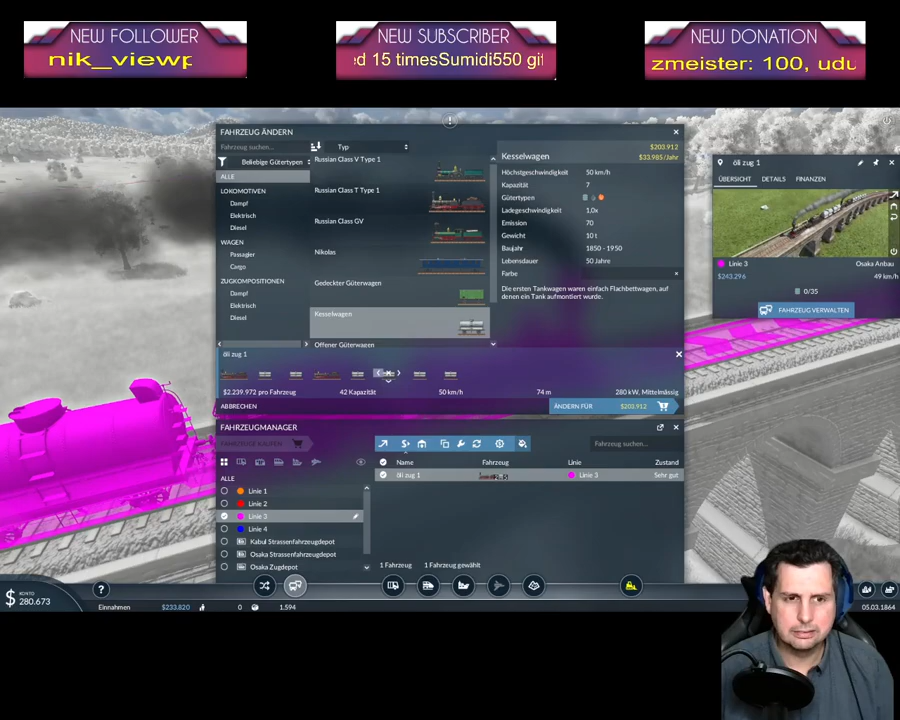 NEW FOLLOWER
nik_viewp
NEW SUBSCRIBER
ed 15 timesSumidi550 gif
NEW DONATION
zmeister: 100, udu
FAHRZEUG ÄNDERN
Fahrzeug suchen...
Typ
Beliebige Gütertypen
ALLE
LOKOMOTIVEN
Dampf
Elektrisch
Diesel
WAGEN
Passagier
Cargo
ZUGKOMPOSITIONEN
Dampf
Elektrisch
Diesel
Russian Class V Type 1
Russian Class T Type 1
Russian Class GV
Nikolas
Gedeckter Güterwagen
Kesselwagen
Offener Güterwagen
$203.912
Kesselwagen
$33.985/Jahr
Höchstgeschwindigkeit 50 km/h
Kapazität 7
Gütertypen
Ladegeschwindigkeit 1.0x
Emission 70
Gewicht 10 t
Baujahr 1850 - 1950
Lebensdauer 50 Jahre
Farbe
Die ersten Tankwagen waren einfach Flachbettwagen, auf
denen ein Tank aufmontiert wurde.
öli zug 1
$2.239.972 pro Fahrzeug 42 Kapazität 50 km/h 74 m 280 kW, Mittelmässig
ABBRECHEN
ÄNDERN FÜR $203.912
FAHRZEUGMANAGER
FAHRZEUGE KAUFEN
Fahrzeug suchen...
ALLE
Linie 1
Linie 2
Linie 3
Linie 4
Kabul Strassenfahrzeugdepot
Osaka Strassenfahrzeugdepot
Osaka Zugdepot
Name Fahrzeug Linie Zustand
öli zug 1 Linie 3 Sehr gut
1 Fahrzeug 1 Fahrzeug gewählt
öli zug 1
ÜBERSICHT DETAILS FINANZEN
Linie 3 Osaka Anbau
$243.296 49 km/h
0/35
FAHRZEUG VERWALTEN
$ KONTO
280.673
?
Einnahmen $233.820 0 1.594
05.03.1864